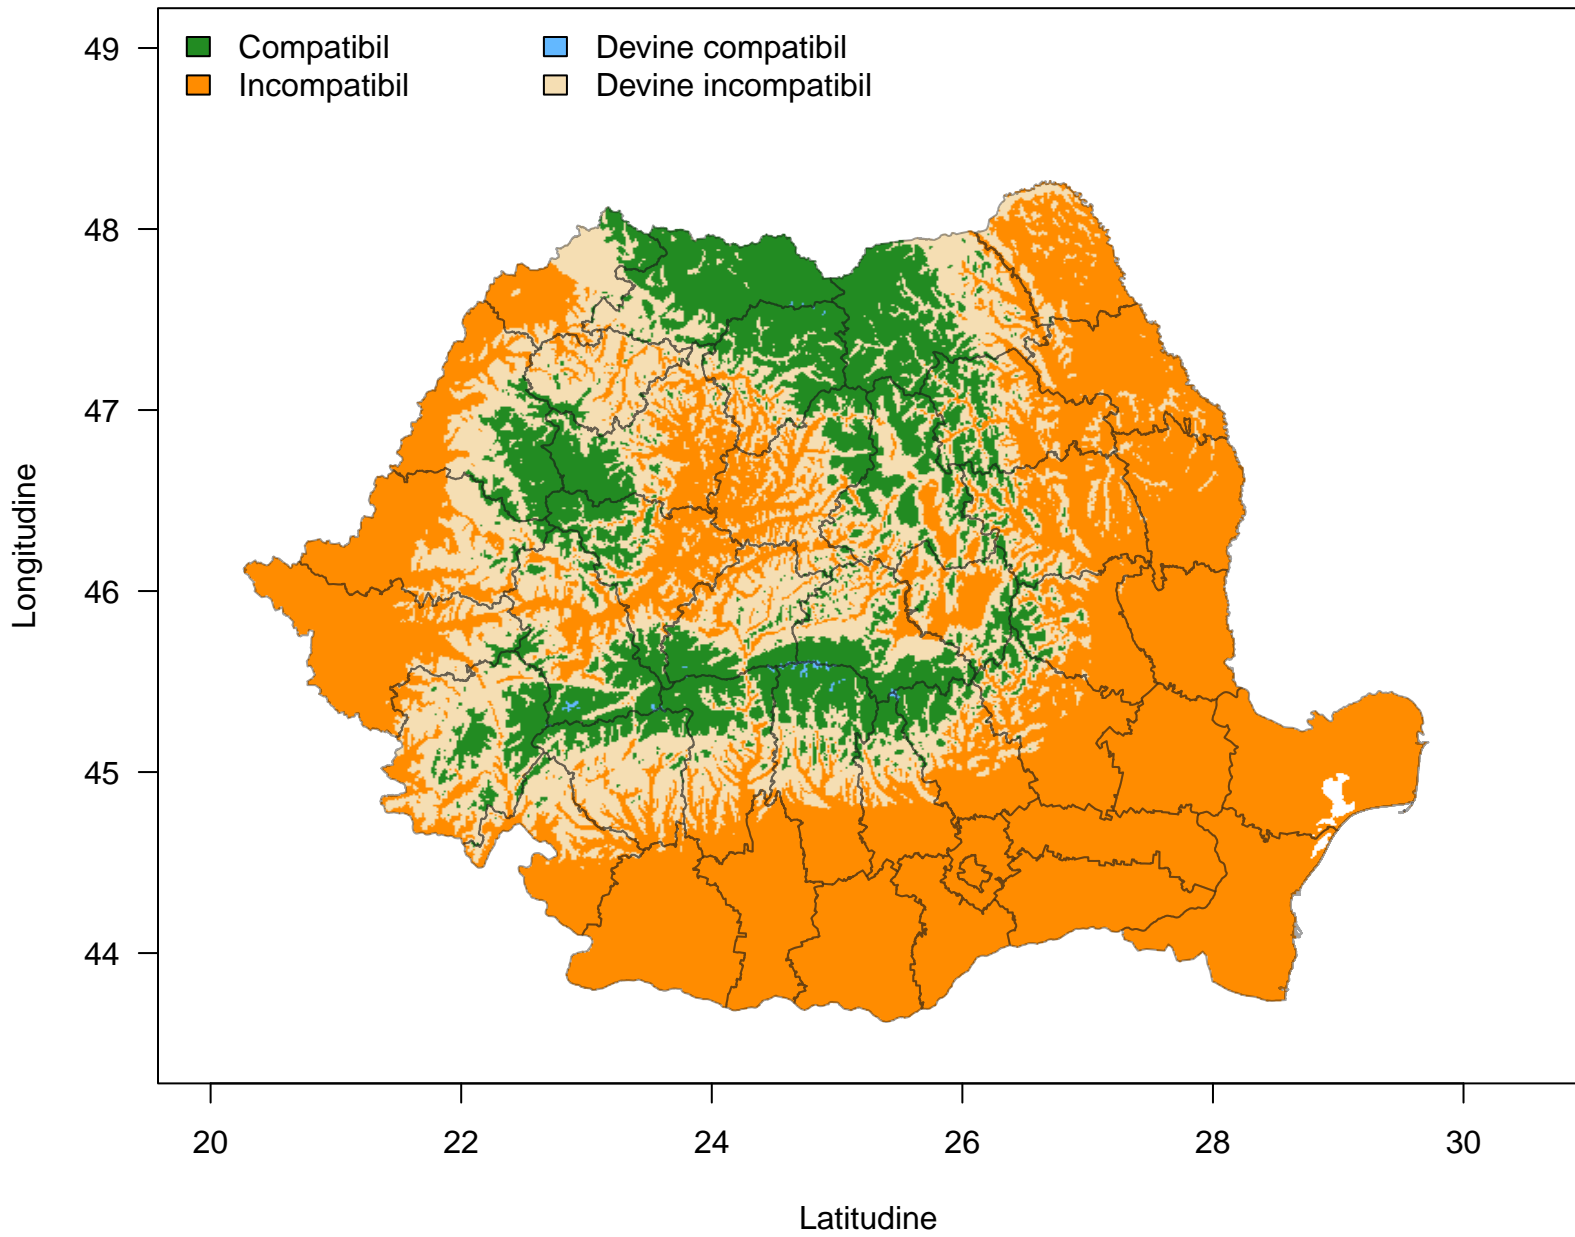 Compatibil
Incompatibil
Devine compatibil
Devine incompatibil
49
48
47
46
45
44
Longitudine
20 22 24 26 28 30
Latitudine